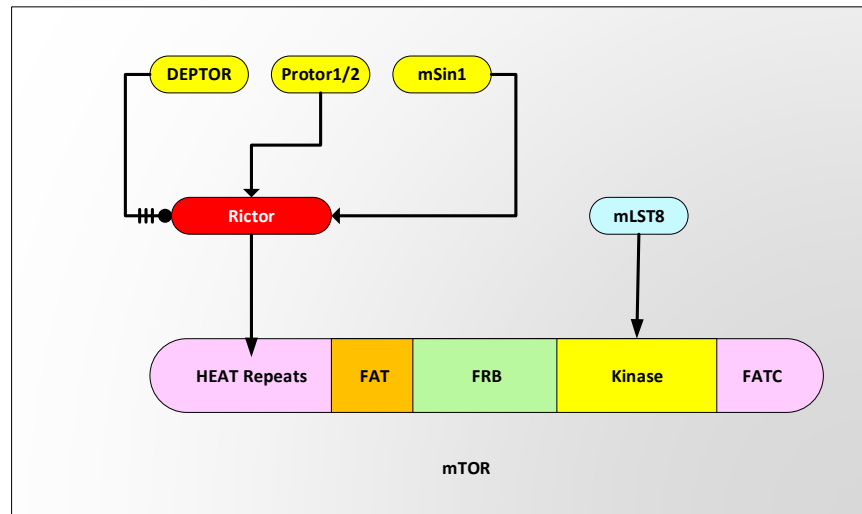 DEPTOR
Protor1/2
mSin1
Rictor
mLST8
HEAT Repeats
FAT
FRB
Kinase
FATC
mTOR